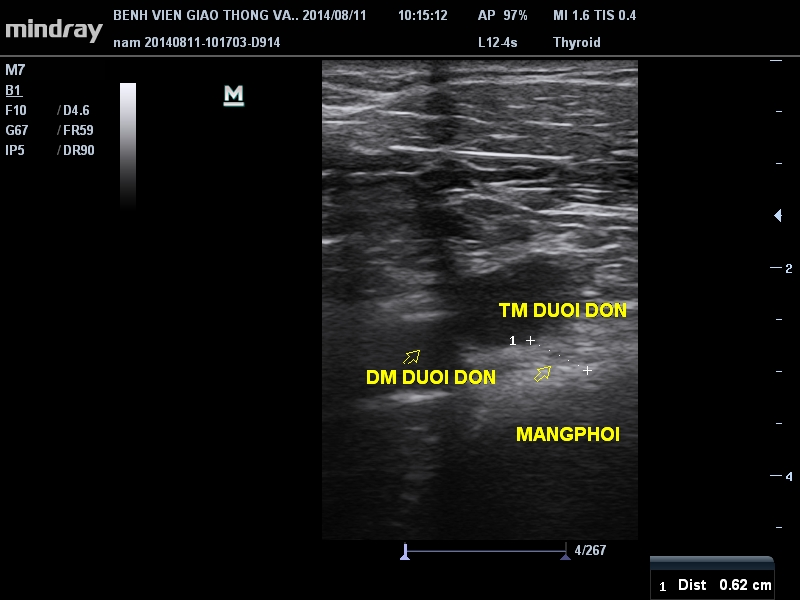 mindray
BENH VIEN GIAO THONG VA.. 2014/08/11 10:15:12 AP 97% MI 1.6 TIS 0.4
nam 20140811-101703-D914 L12-4s Thyroid
M7
B1
F10 / D4.6
G67 / FR59
IP5 / DR90
M
2
TM DUOI DON
1
DM DUOI DON
MANGPHOI
4
4/267
1 Dist 0.62 cm